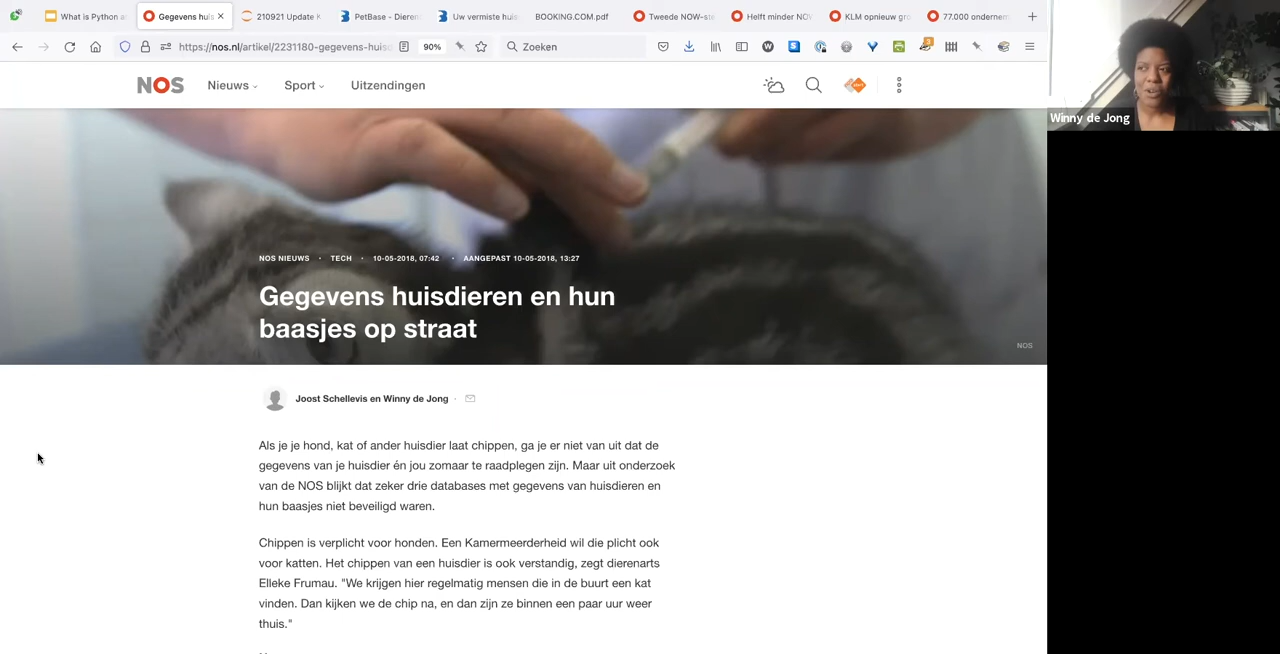 What is Python a
Gegevens huis
210921 Update K
PetBase - Dieren
Uw vermiste huis
BOOKING.COM.pdf
Tweede NOW-ste
Helft minder NO
KLM opnieuw gr
77.000 ondernem
https://nos.nl/artikel/2231180-gegevens-huisd
90%
Zoeken
3
Winny de Jong
NOS
Nieuws
Sport
Uitzendingen
start
NOS NIEUWS · TECH · 10-05-2018, 07:42 · AANGEPAST 10-05-2018, 13:27
Gegevens huisdieren en hun
baasjes op straat
NOS
Joost Schellevis en Winny de Jong ·
Als je je hond, kat of ander huisdier laat chippen, ga je er niet van uit dat de
gegevens van je huisdier én jou zomaar te raadplegen zijn. Maar uit onderzoek
van de NOS blijkt dat zeker drie databases met gegevens van huisdieren en
hun baasjes niet beveiligd waren.
Chippen is verplicht voor honden. Een Kamermeerderheid wil die plicht ook
voor katten. Het chippen van een huisdier is ook verstandig, zegt dierenarts
Elleke Frumau. "We krijgen hier regelmatig mensen die in de buurt een kat
vinden. Dan kijken we de chip na, en dan zijn ze binnen een paar uur weer
thuis."